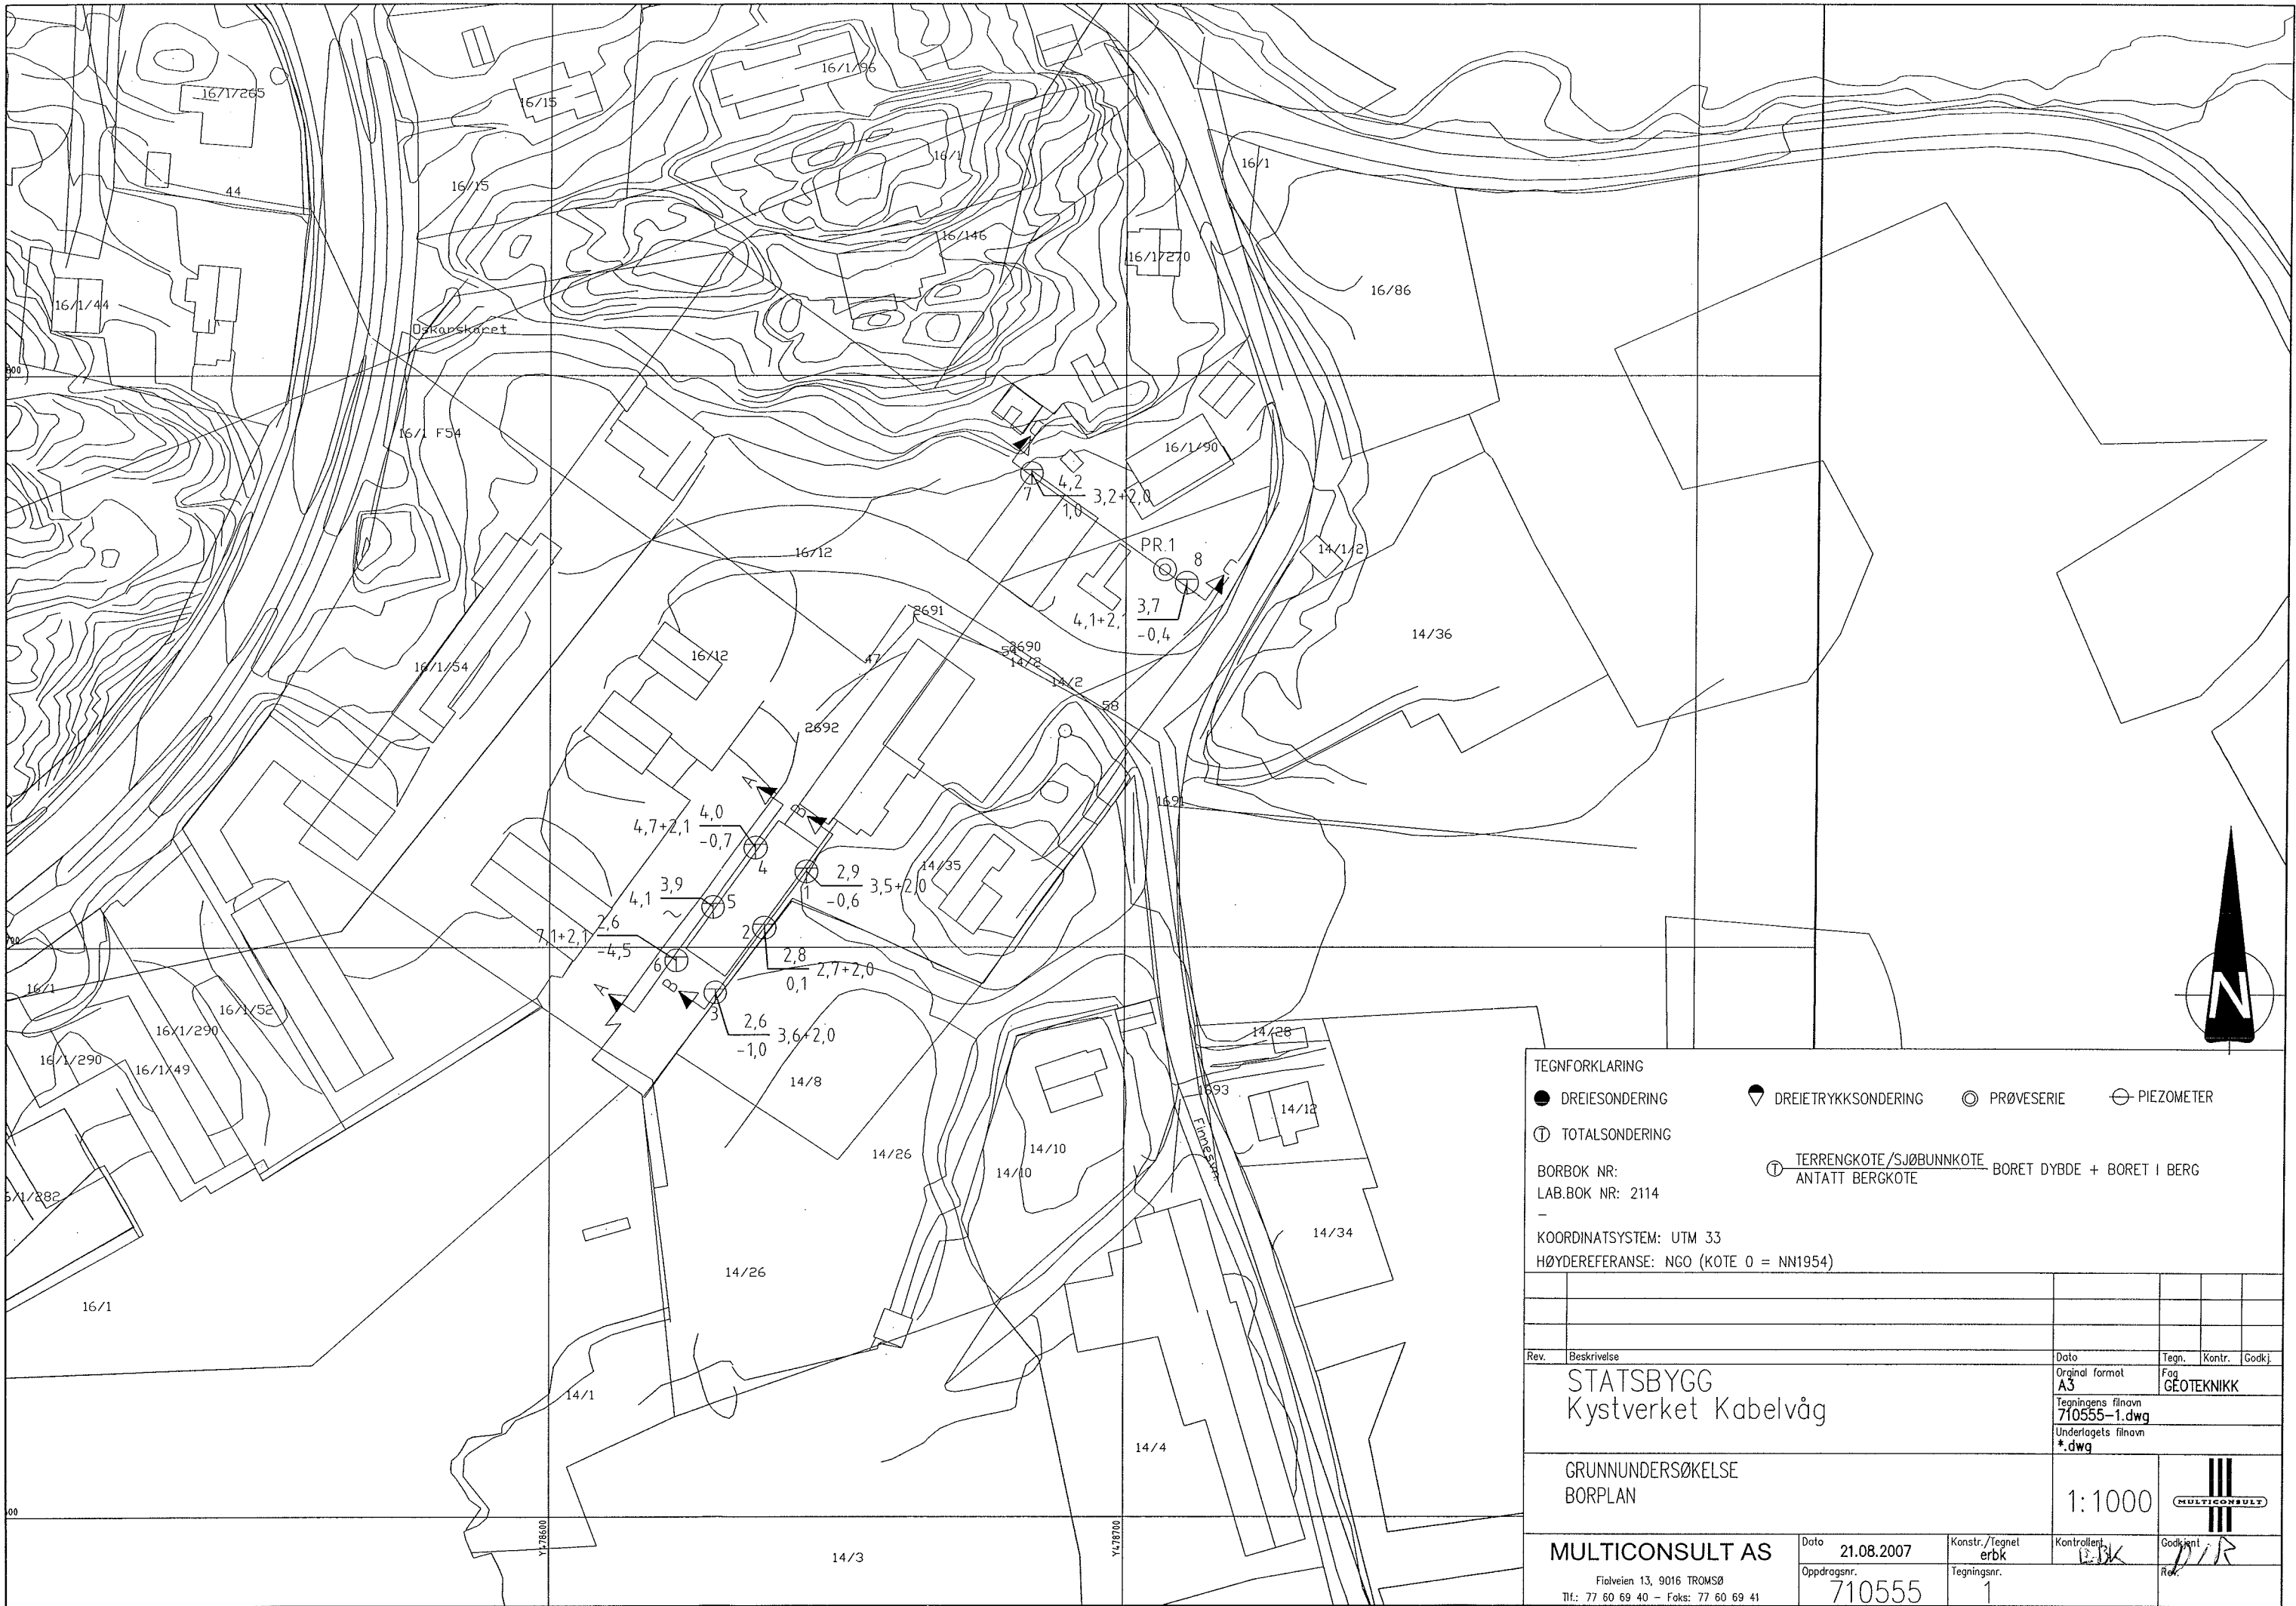 16/1/265
16/15
16/1/96
44
16/15
16/1
16/1
16/146
16/1/270
16/86
16/1/44
Oskarskaret
16/1 F54
16/1/90
7
4,2
1,0
3,2+2,0
PR.1
8
3,7
-0,4
C
14/1/2
16/12
2691
14/36
2690
14/2
47
16/12
16/1/54
14/2
58
2692
1691
A
B
4,7+2,1
4,0
-0,7
4
14/35
2,9
-0,6
3,5+2,0
1
4,1
3,9
5
2
7,1+2,1
2,6
-4,5
6
2,8
0,1
2,7+2,0
A
B
3
2,6
-1,0
3,6+2,0
16/1
16/1/52
16/1/290
16/1/290
16/1/49
14/8
14/28
1693
14/12
14/26
14/10
14/10
14/34
14/26
16/1
14/1
14/4
14/3
Y478600
Y478700
N
TEGNFORKLARING
DREIESONDERING
DREIETRYKKSONDERING
PRØVESERIE
PIEZOMETER
TOTALSONDERING
BORBOK NR:
LAB.BOK NR: 2114
–
TERRENGKOTE/SJØBUNNKOTE
ANTATT BERGKOTE
BORET DYBDE + BORET I BERG
KOORDINATSYSTEM: UTM 33
HØYDEREFERANSE: NGO (KOTE 0 = NN1954)
Rev. Beskrivelse Dato Tegn. Kontr. Godkj.
STATSBYGG
Kystverket Kabelvåg
Orginal format
A3
Fag
GEOTEKNIKK
Tegningens filnavn
710555-1.dwg
Underlagets filnavn
*.dwg
GRUNNUNDERSØKELSE
BORPLAN
1:1000
MULTICONSULT
MULTICONSULT AS
Fiolveien 13, 9016 TROMSØ
Tlf.: 77 60 69 40 - Faks: 77 60 69 41
Dato
21.08.2007
Konstr./Tegnet
erbk
Kontrollert
EBK
Godkjent
Oppdragsnr.
710555
Tegningsnr.
1
Rev.